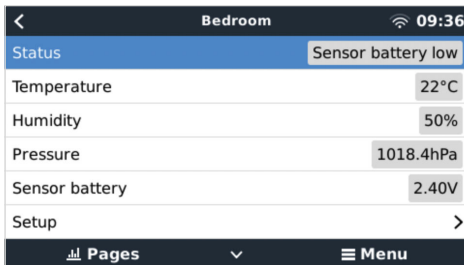 Bedroom 09:36
Status Sensor battery low
Temperature 22°C
Humidity 50%
Pressure 1018.4hPa
Sensor battery 2.40V
Setup
Pages Menu